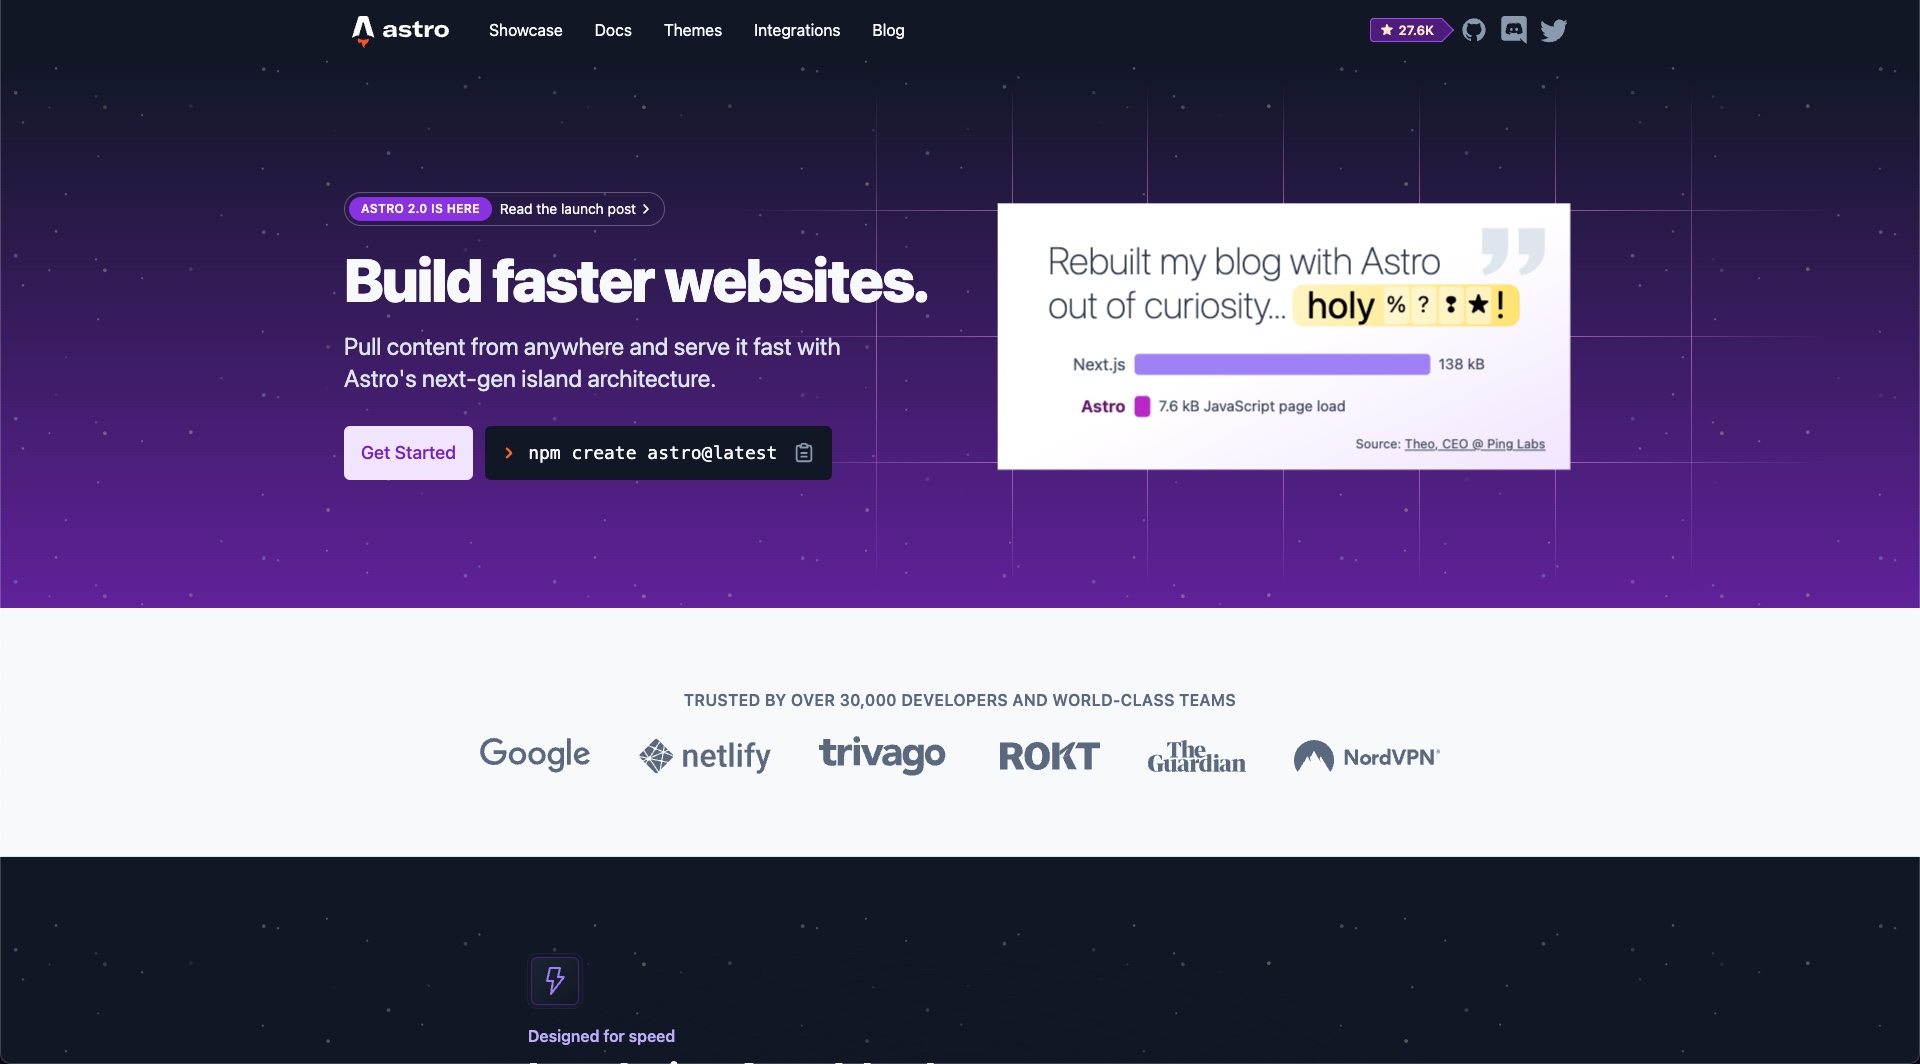 astro
Showcase
Docs
Themes
Integrations
Blog
27.6K
ASTRO 2.0 IS HERE
Read the launch post
Build faster websites.
Pull content from anywhere and serve it fast with
Astro's next-gen island architecture.
Get Started
npm create astro@latest
Rebuilt my blog with Astro
out of curiosity... holy %?❢★!
Next.js 138 kB
Astro 7.6 kB JavaScript page load
Source: Theo, CEO @ Ping Labs
TRUSTED BY OVER 30,000 DEVELOPERS AND WORLD-CLASS TEAMS
Google
netlify
trivago
ROKT
The
Guardian
NordVPN®
Designed for speed